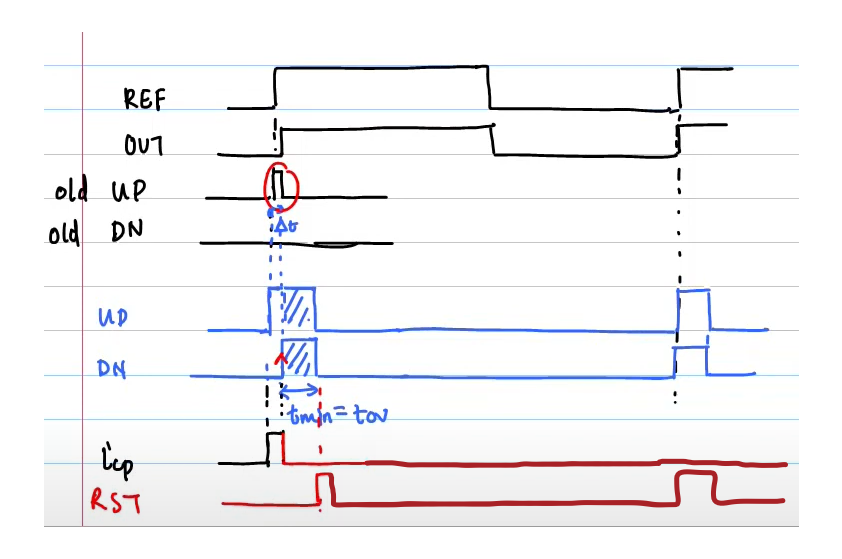 REF
OUT
old UP
old DN
Δt
UP
DN
tmin = tov
icp
RST